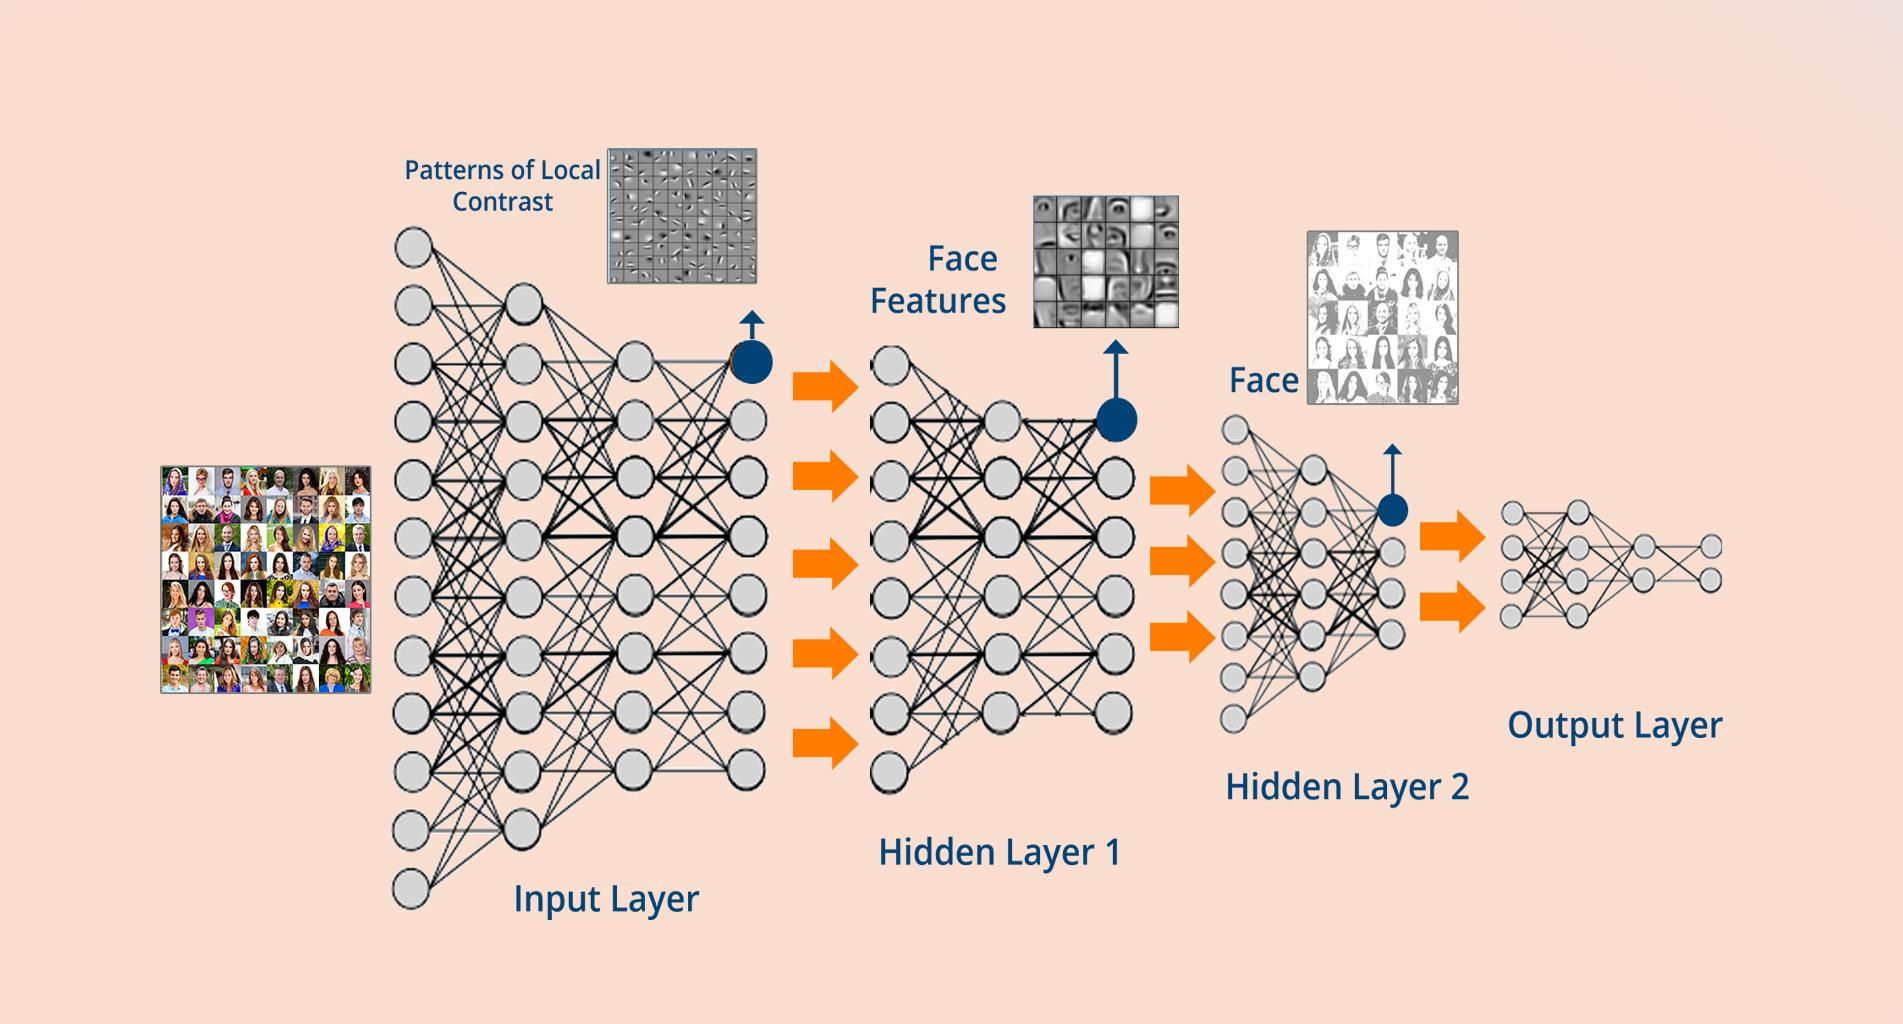 Patterns of Local
Contrast
Face
Features
Face
Input Layer
Hidden Layer 1
Hidden Layer 2
Output Layer